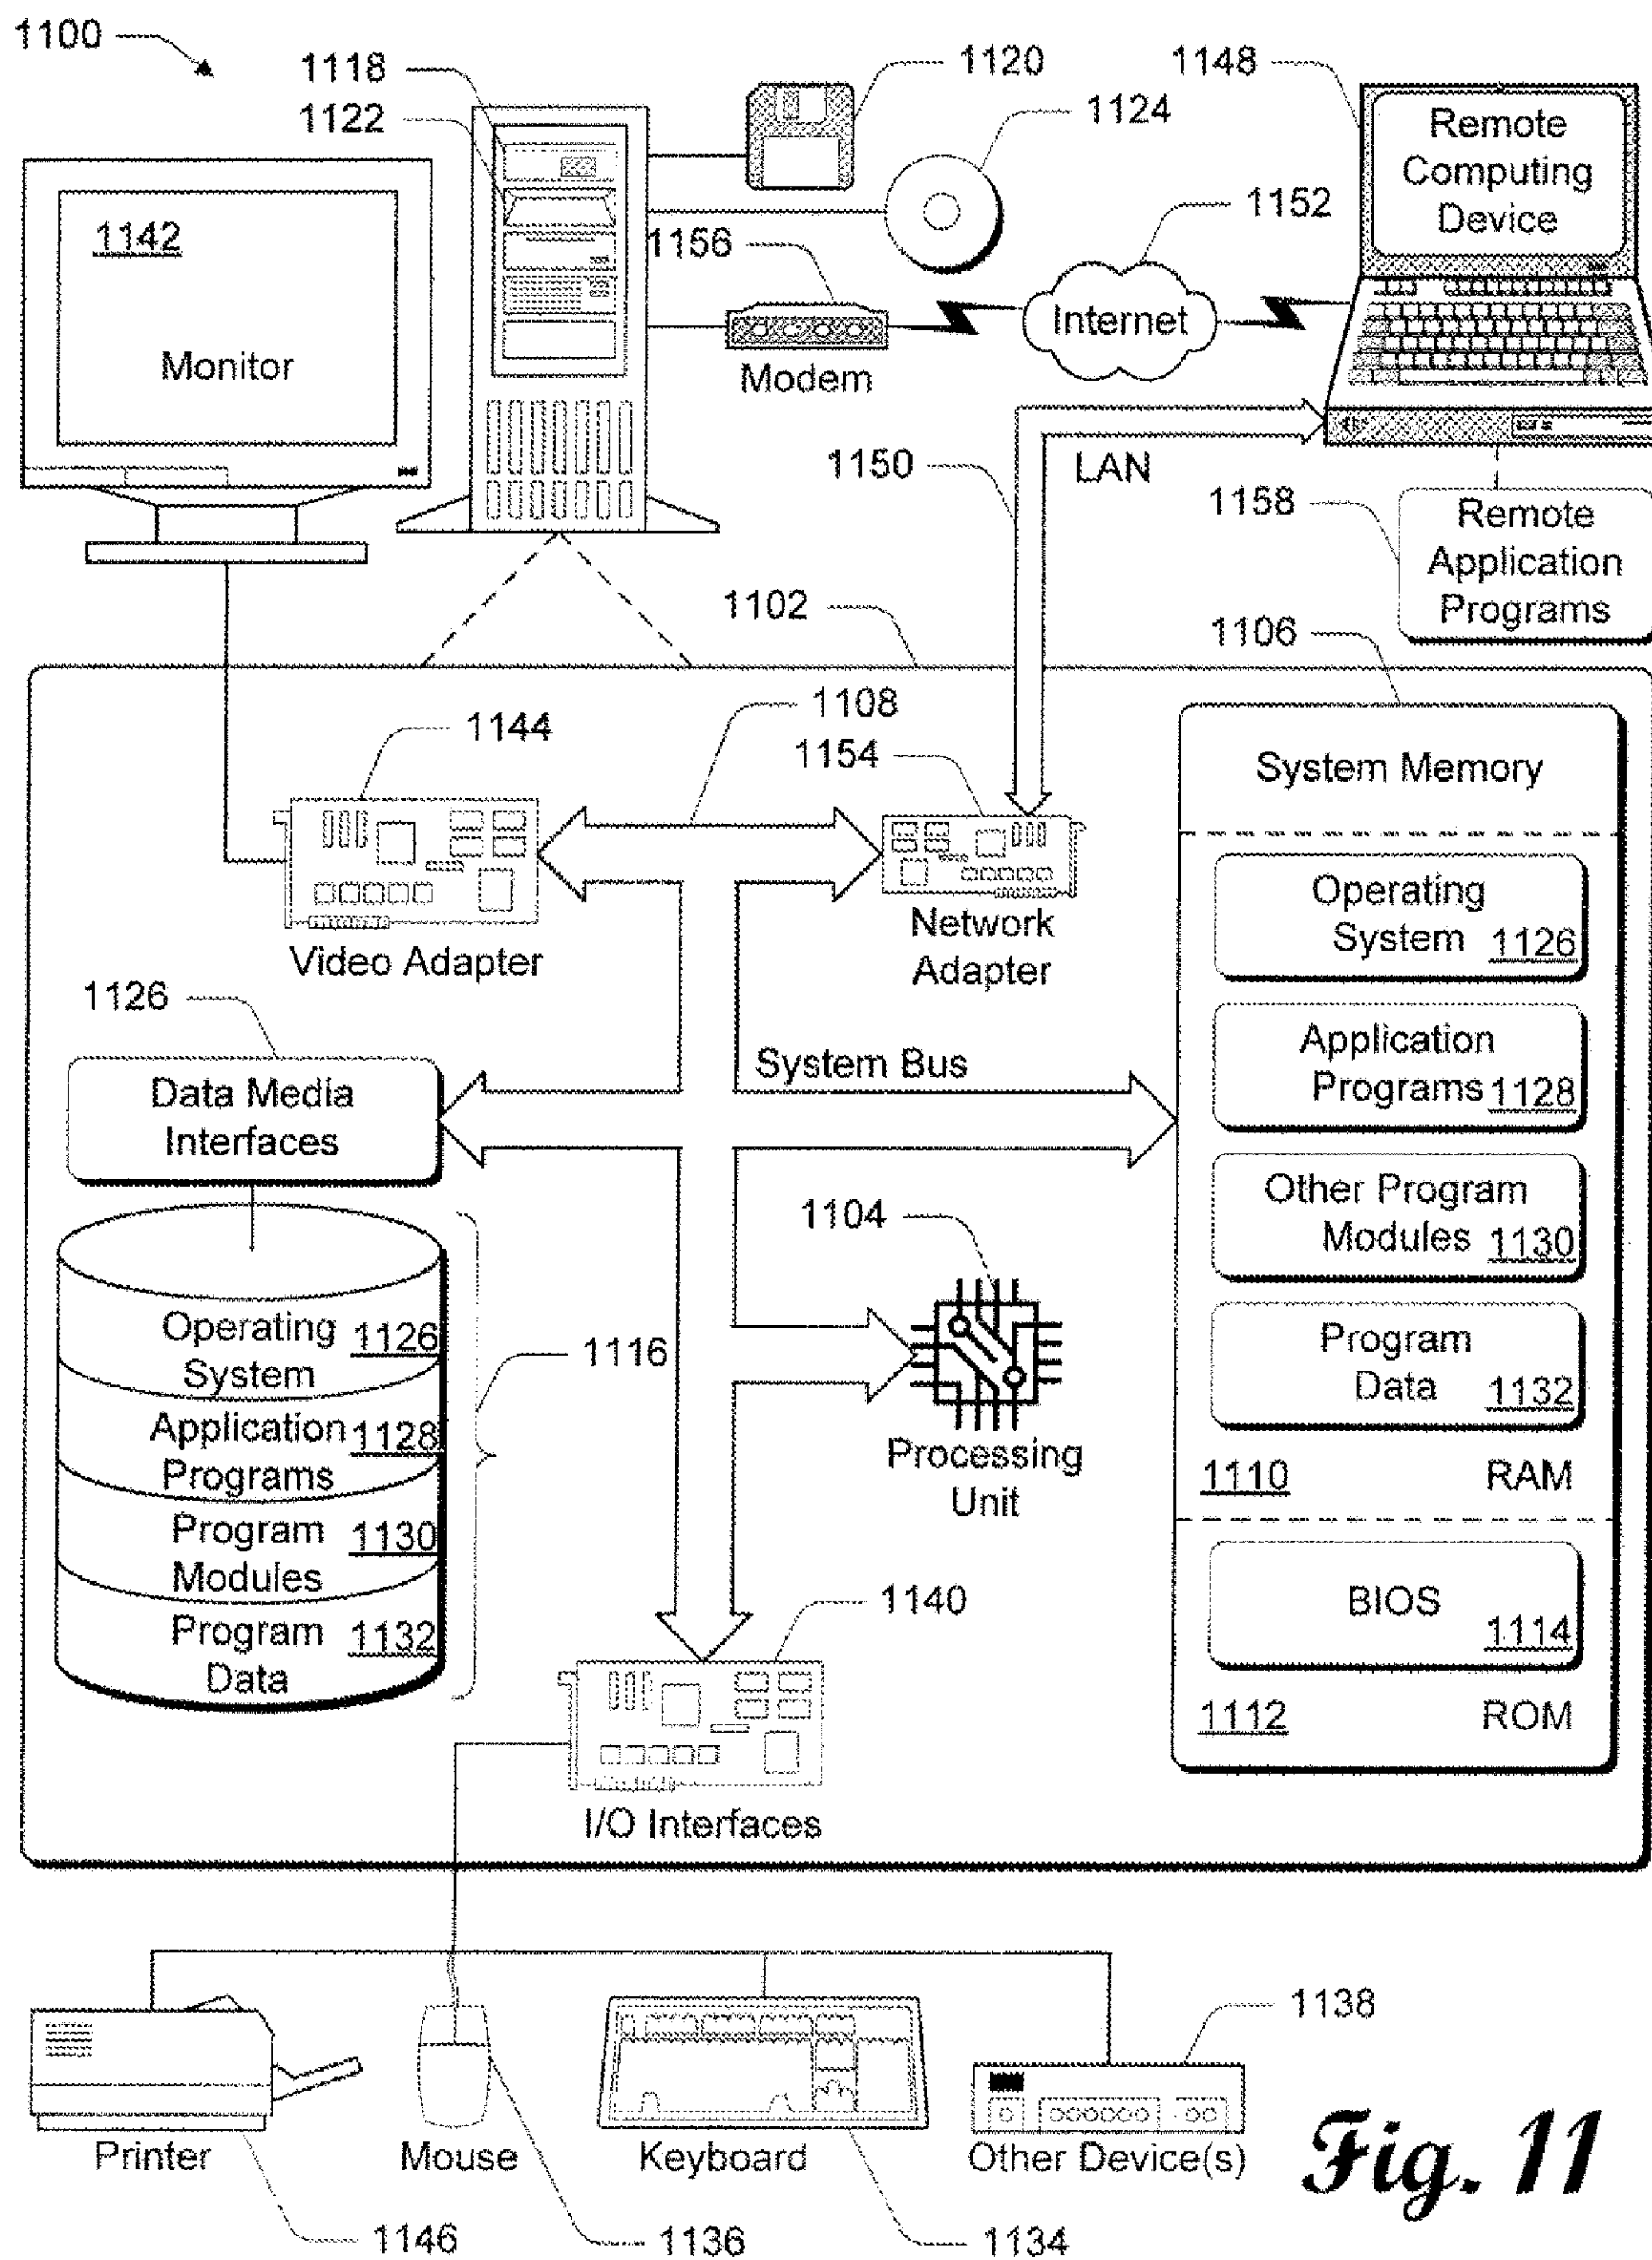 1100
1118
1122
1120
1124
1148
Remote
Computing
Device
1142
Monitor
1156
Modem
1152
Internet
1150
LAN
1158
Remote
Application
Programs
1102
1106
1108
1144
1154
Video Adapter
Network
Adapter
System Memory
Operating
System 1126
Application
Programs 1128
Other Program
Modules 1130
Program
Data 1132
1110 RAM
BIOS
1114
1112 ROM
1126
Data Media
Interfaces
System Bus
Operating 1126
System
Application 1128
Programs
Program 1130
Modules
Program 1132
Data
1116
1104
Processing
Unit
1140
I/O Interfaces
1138
Printer
Mouse
Keyboard
Other Device(s)
1146
1136
1134
Fig. 11